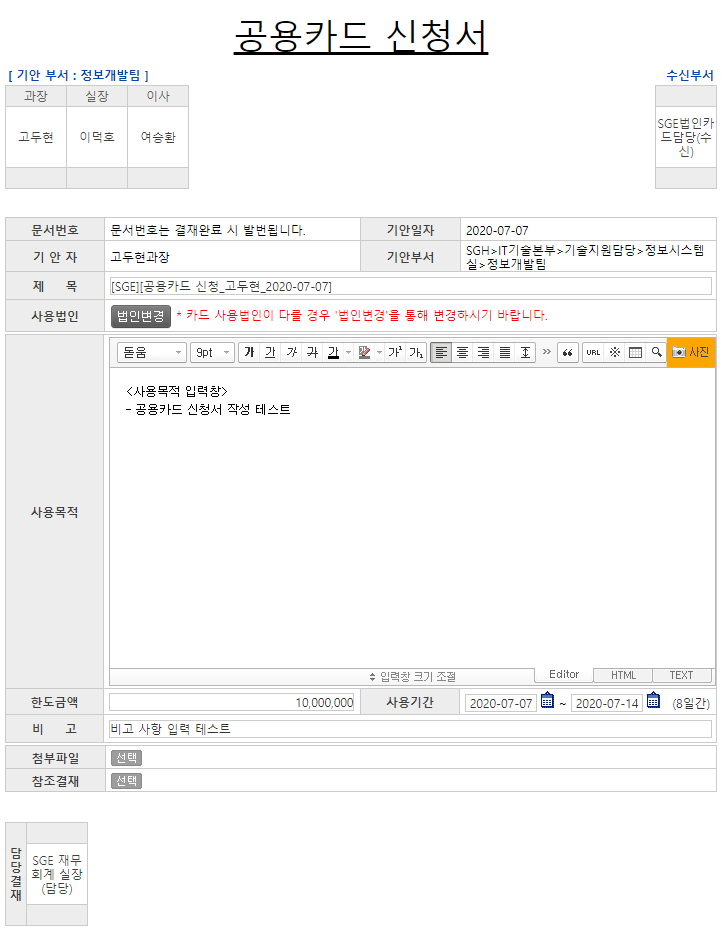 공용카드 신청서
[ 기안 부서 : 정보개발팀 ] 수신부서
과장 실장 이사
고두현 이덕호 여승환
SGE법인카
드담당(수
신)
문서번호 문서번호는 결재완료 시 발번됩니다. 기안일자 2020-07-07
기 안 자 고두현과장 기안부서 SGH>IT기술본부>기술지원담당>정보시스템
실>정보개발팀
제 목 [SGE][공용카드 신청_고두현_2020-07-07]
사용법인 법인변경 * 카드 사용법인이 다를 경우 '법인변경'을 통해 변경하시기 바랍니다.
돋움 9pt 가 가 가 가 가 가¹ 가₁ URL 사진
<사용목적 입력창>
- 공용카드 신청서 작성 테스트
사용목적
입력창 크기 조절 Editor HTML TEXT
한도금액 10,000,000 사용기간 2020-07-07 ~ 2020-07-14 (8일간)
비 고 비고 사항 입력 테스트
첨부파일 선택
참조결재 선택
담당결재
SGE 재무
회계 실장
(담당)